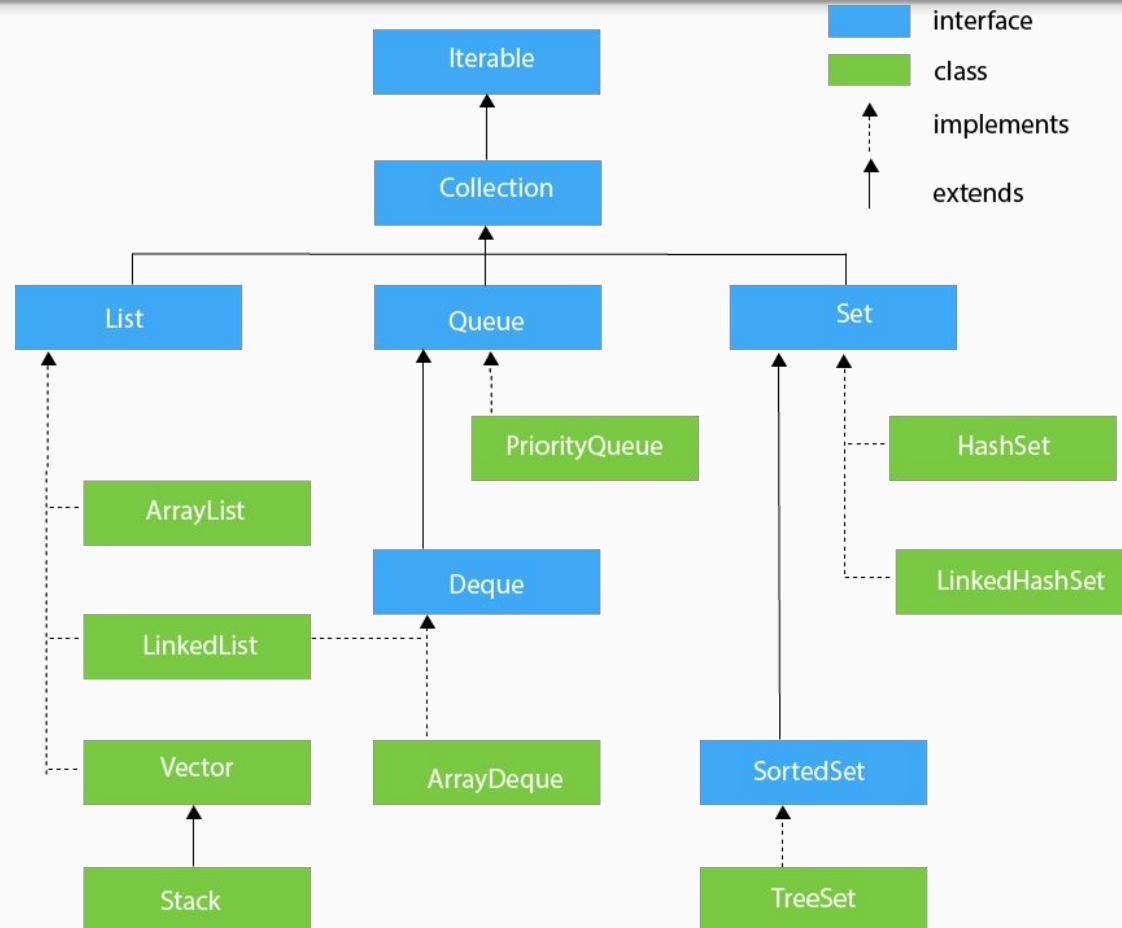 interface
class
implements
extends
Iterable
Collection
List
Queue
Set
PriorityQueue
HashSet
ArrayList
Deque
LinkedHashSet
LinkedList
Vector
ArrayDeque
SortedSet
Stack
TreeSet